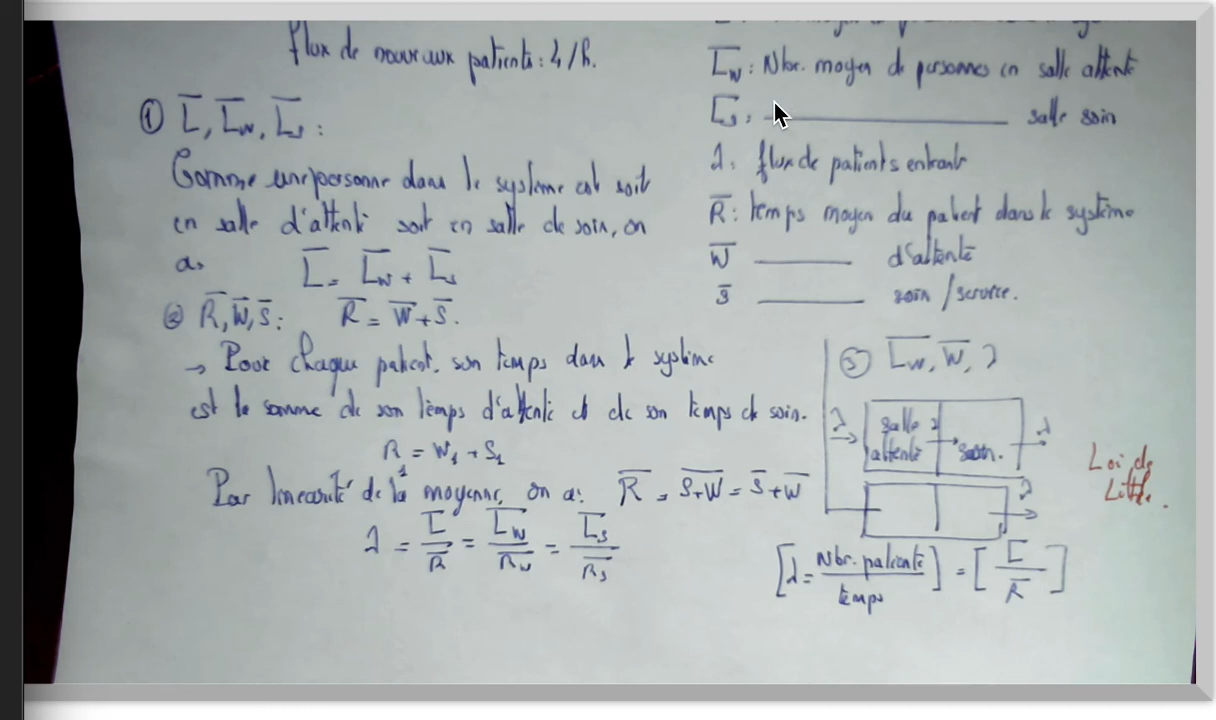 flux de nouveaux patients: 4/h.
① L̅, L̅w, L̅s :
Comme une personne dans le système est soit
en salle d'attente soit en salle de soin, on
a,
L̅ = L̅w + L̅s
② R̅, W̅, S̅ : R̅ = W̅ + S̅.
→ Pour chaque patient, son temps dans le système
est la somme de son temps d'attente et de son temps de soin.
R = W₁ + S₁
Par linéarité de la moyenne, on a: R̅ = S̅+̅W̅ = S̅ + W̅
λ = L̅/R̅ = L̅w/R̅w = L̅s/R̅s
L̅w : Nbr. moyen de personnes en salle attente
L̅s : ——— salle soin
λ : flux de patients entrant
R̅ : temps moyen du patient dans le système
W̅ ——— d'attente
S̅ ——— soin / service.
③ L̅w, W̅, λ
λ salle attente soin. λ
λ
Loi de
Little.
[λ = Nbr. patients / temps] = [L̅ / R̅]